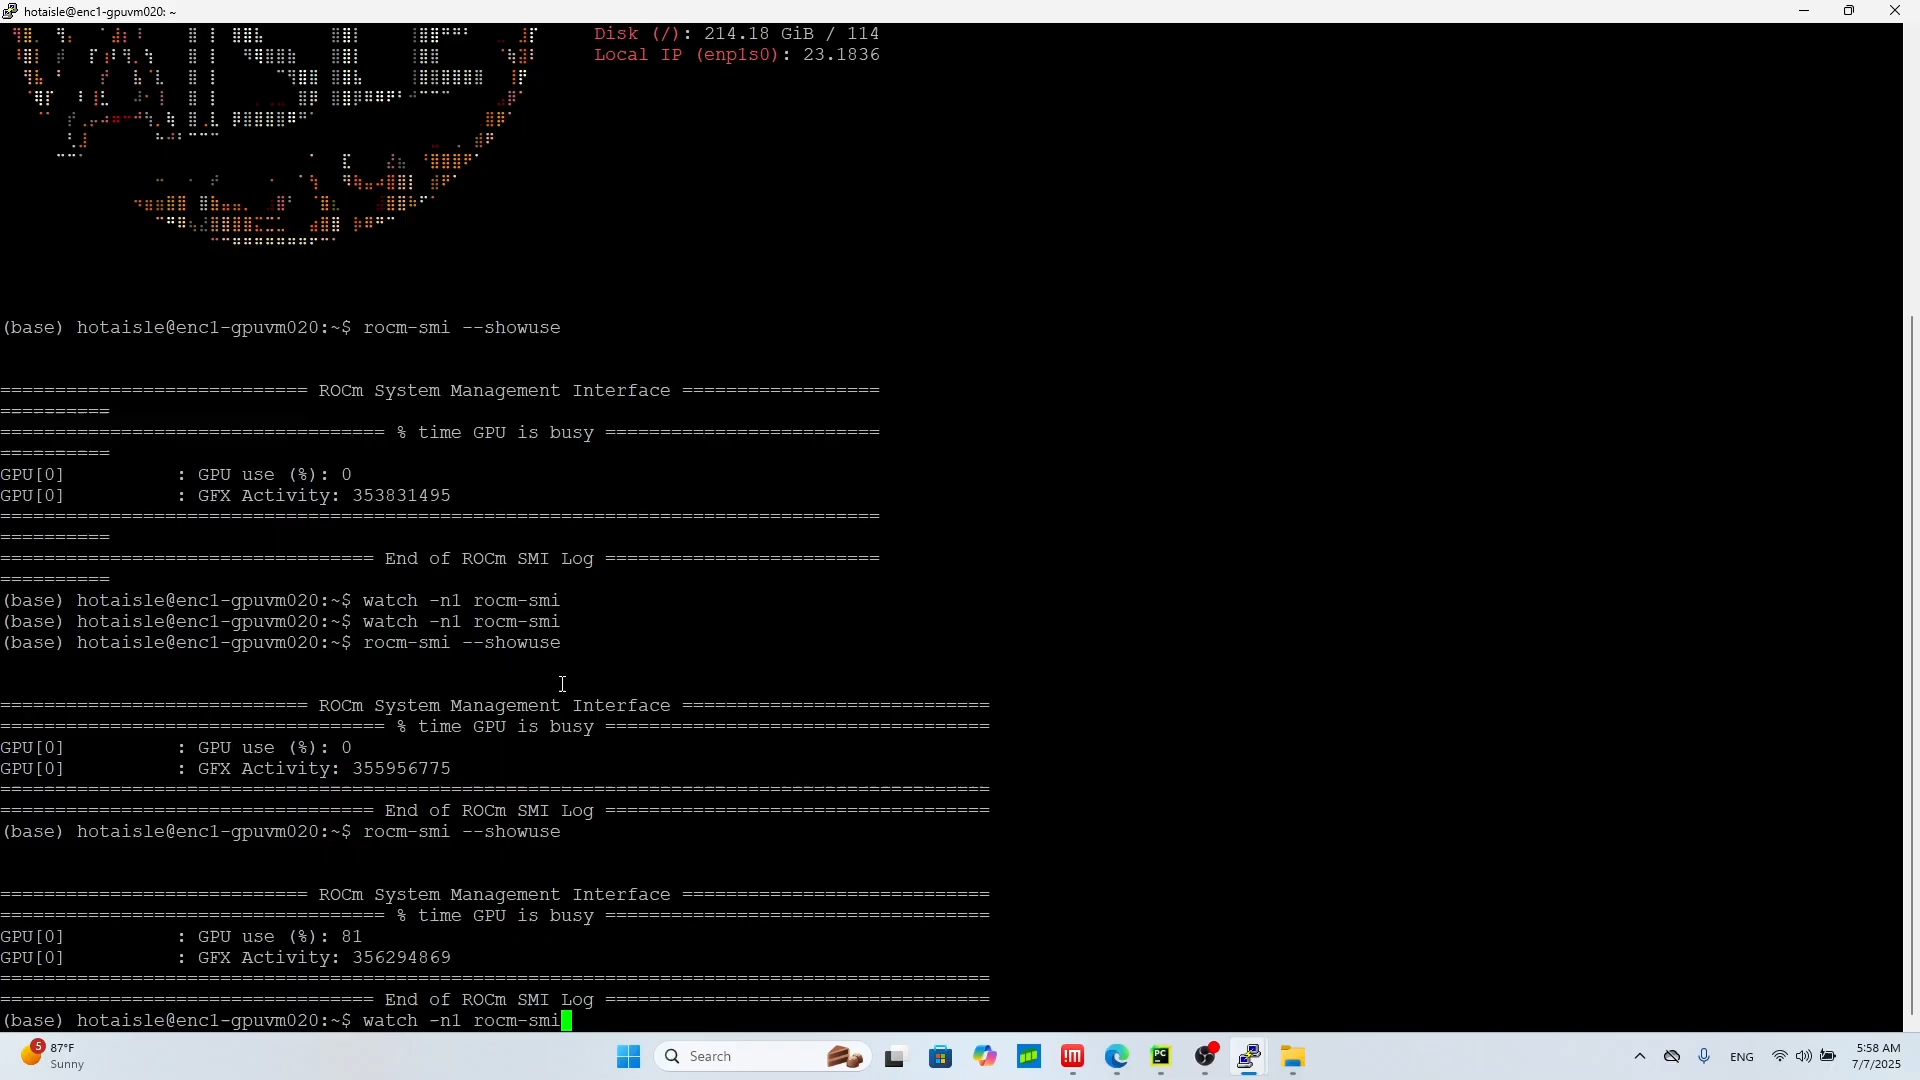 hotaisle@enc1-gpuvm020: ~
Disk (/): 214.18 GiB / 114
Local IP (enp1s0): 23.1836
(base) hotaisle@enc1-gpuvm020:~$ rocm-smi --showuse
============================ ROCm System Management Interface ==================
==========
=================================== % time GPU is busy =========================
==========
GPU[0]          : GPU use (%): 0
GPU[0]          : GFX Activity: 353831495
================================================================================
==========
================================== End of ROCm SMI Log =========================
==========
(base) hotaisle@enc1-gpuvm020:~$ watch -n1 rocm-smi
(base) hotaisle@enc1-gpuvm020:~$ watch -n1 rocm-smi
(base) hotaisle@enc1-gpuvm020:~$ rocm-smi --showuse
============================ ROCm System Management Interface ============================
=================================== % time GPU is busy ===================================
GPU[0]          : GPU use (%): 0
GPU[0]          : GFX Activity: 355956775
==========================================================================================
================================== End of ROCm SMI Log ===================================
(base) hotaisle@enc1-gpuvm020:~$ rocm-smi --showuse
============================ ROCm System Management Interface ============================
=================================== % time GPU is busy ===================================
GPU[0]          : GPU use (%): 81
GPU[0]          : GFX Activity: 356294869
==========================================================================================
================================== End of ROCm SMI Log ===================================
(base) hotaisle@enc1-gpuvm020:~$ watch -n1 rocm-smi
5
87°F
Sunny
Search
!M
PC
ENG
5:58 AM
7/7/2025